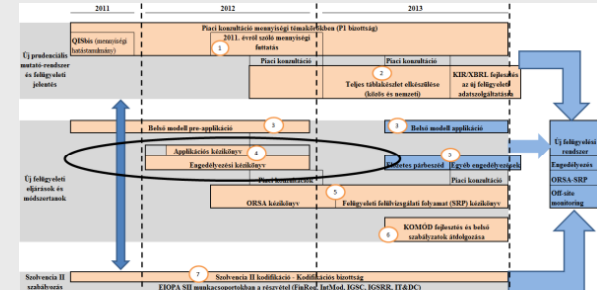 2011 2012 2013
Piaci konzultáció mennyiségi témakörökben (P1 bizottság)
QISbis (mennyiségi
hatástanulmány)
1
2011. évről szóló mennyiségi
futtatás
Új prudenciális
mutató-rendszer
és felügyeleti
jelentés
Piaci konzultáció
Piaci konzultáció
2
Teljes táblakészlet elkészülése
(közös és nemzeti)
KIR/XBRL fejlesztés
az új felügyeleti
adatszolgáltatásra
Belső modell pre-applikáció
3
3
Belső modell applikáció
Applikációs kézikönyv
4
Engedélyezési kézikönyv
Előzetes párbeszéd
Egyéb engedélyezések
Piaci konzultáció
Piaci konzultáció
Új felügyeleti
eljárások és
módszertanok
5
ORSA kézikönyv
Felügyeleti felülvizsgálati folyamat (SRP) kézikönyv
6
KOMÓD fejlesztés és belső
szabályzatok átdolgozása
Új felügyelési
rendszer
Engedélyezés
ORSA-SRP
Off-site
monitoring
Szolvencia II
szabályozás
7
Szolvencia II kodifikáció - Kodifikációs bizottság
EIOPA SII munkacsoportokban a részvétel (FinReq, IntMod, IGSC, IGSRR, IT&DC)